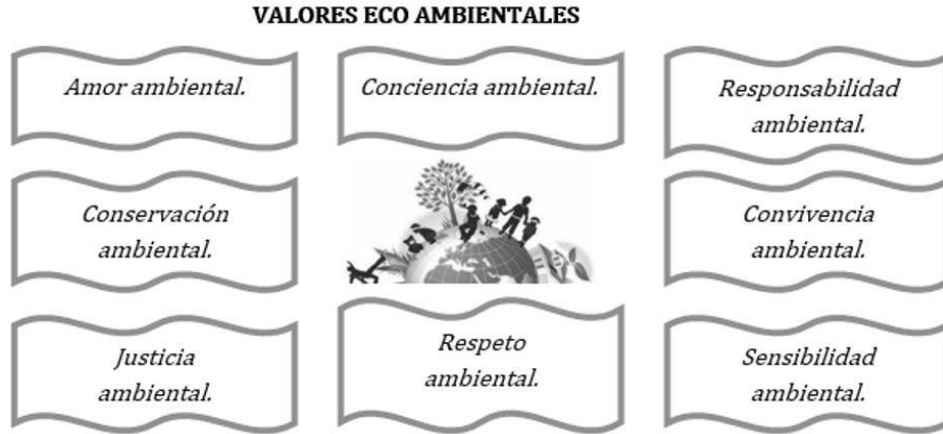 VALORES ECO AMBIENTALES
Amor ambiental.
Conciencia ambiental.
Responsabilidad
ambiental.
Conservación
ambiental.
Convivencia
ambiental.
Justicia
ambiental.
Respeto
ambiental.
Sensibilidad
ambiental.